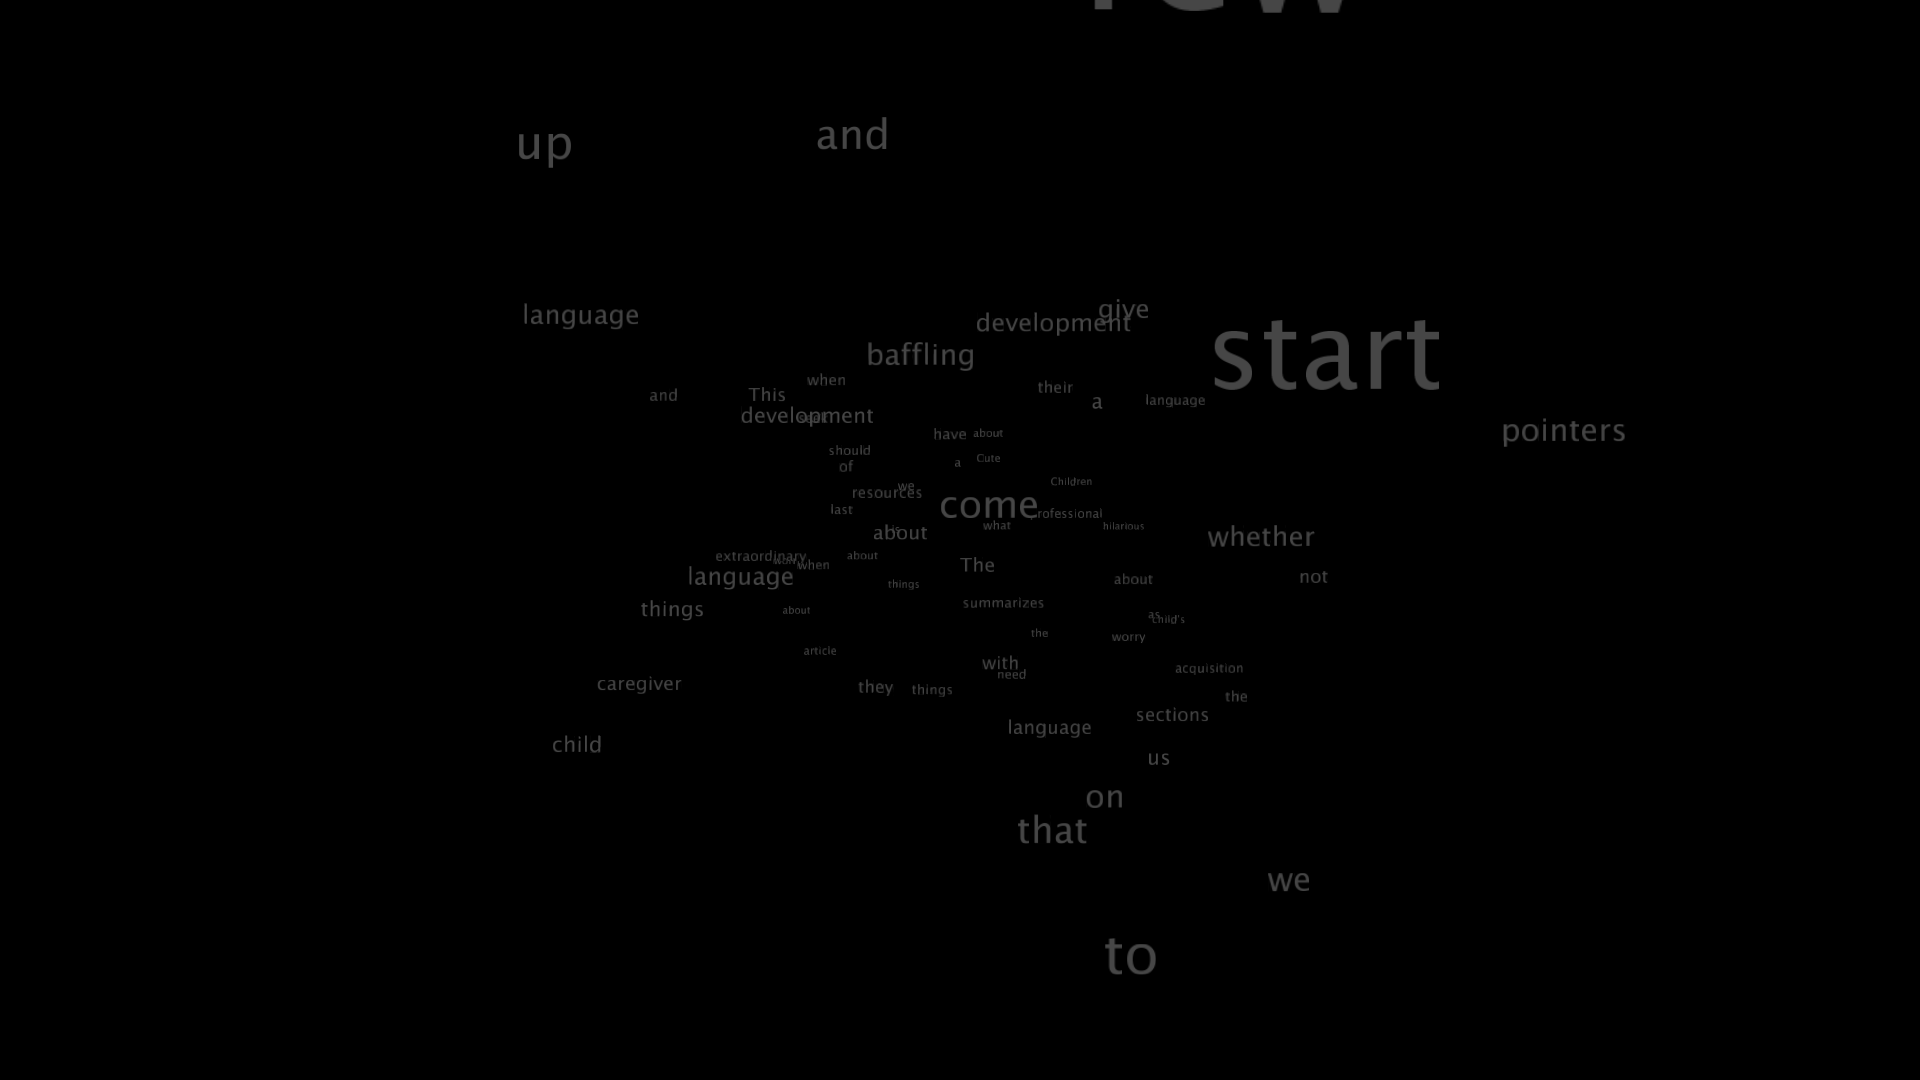 up
and
language
give
development
start
baffling
when
their
and
This
a
language
development
pointers
have
about
should
a
Cute
of
Children
we
resources
come
last
professional
what
hilarious
about
whether
extraordinary
about
when
The
language
not
about
things
things
about
summarizes
as
child's
the
worry
article
with
acquisition
need
caregiver
they
things
the
sections
language
child
us
on
that
we
to